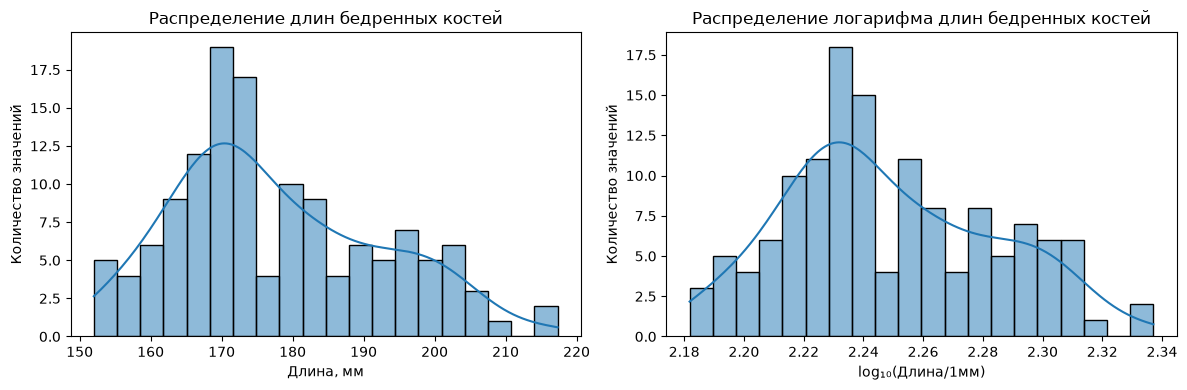 Распределение длин бедренных костей
Количество значений
17.5
15.0
12.5
10.0
7.5
5.0
2.5
0.0
150 160 170 180 190 200 210 220
Длина, мм
Распределение логарифма длин бедренных костей
Количество значений
17.5
15.0
12.5
10.0
7.5
5.0
2.5
0.0
2.18 2.20 2.22 2.24 2.26 2.28 2.30 2.32 2.34
log₁₀(Длина/1мм)